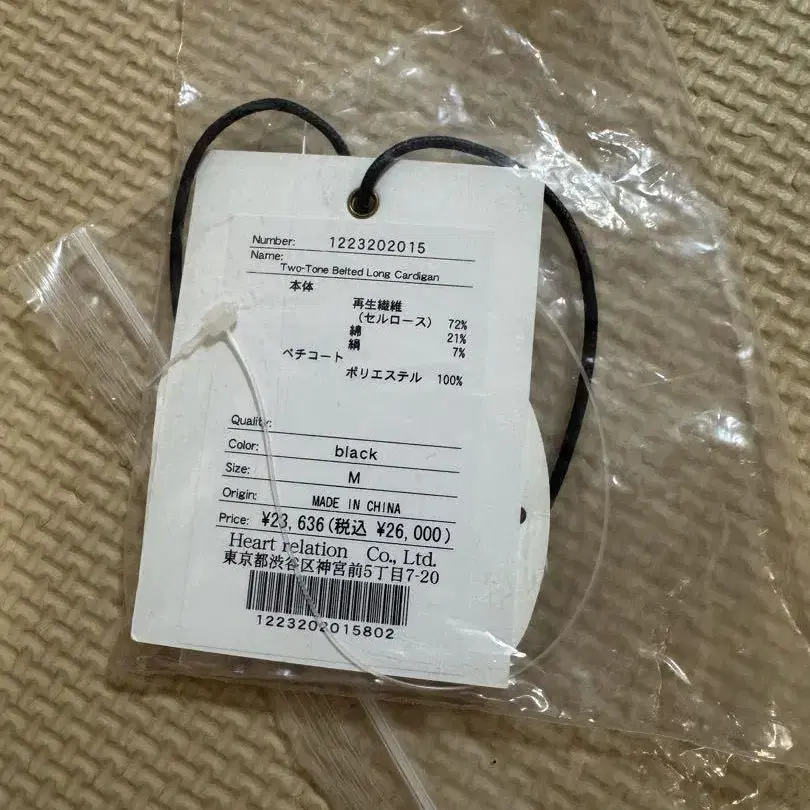 Number: 1223202015
Name:
Two-Tone Belted Long Cardigan
本体
再生繊維
(セルロース) 72%
綿 21%
絹 7%
ペチコート
ポリエステル 100%
Quality:
Color: black
Size: M
Origin: MADE IN CHINA
Price: ¥23,636(税込 ¥26,000)
Heart relation Co., Ltd.
東京都渋谷区神宮前5丁目7-20
1223202015802